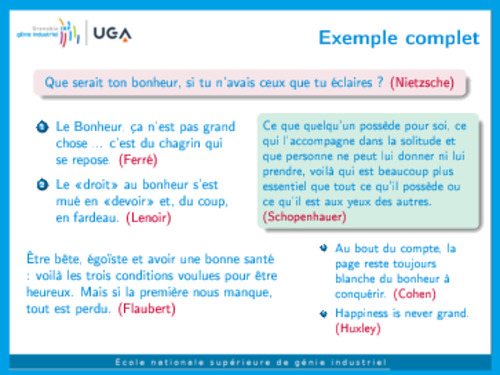 Grenoble INP
génie industriel
UGA
Exemple complet
Que serait ton bonheur, si tu n'avais ceux que tu éclaires ? (Nietzsche)
1 Le Bonheur, ça n'est pas grand
chose ... c'est du chagrin qui
se repose. (Ferrè)
2 Le «droit» au bonheur s'est
mué en «devoir» et, du coup,
en fardeau. (Lenoir)
Ce que quelqu'un possède pour soi, ce
qui l'accompagne dans la solitude et
que personne ne peut lui donner ni lui
prendre, voilà qui est beaucoup plus
essentiel que tout ce qu'il possède ou
ce qu'il est aux yeux des autres.
(Schopenhauer)
Être bête, égoïste et avoir une bonne santé
: voilà les trois conditions voulues pour être
heureux. Mais si la première nous manque,
tout est perdu. (Flaubert)
Au bout du compte, la
page reste toujours
blanche du bonheur à
conquérir. (Cohen)
Happiness is never grand.
(Huxley)
École nationale supérieure de génie industriel